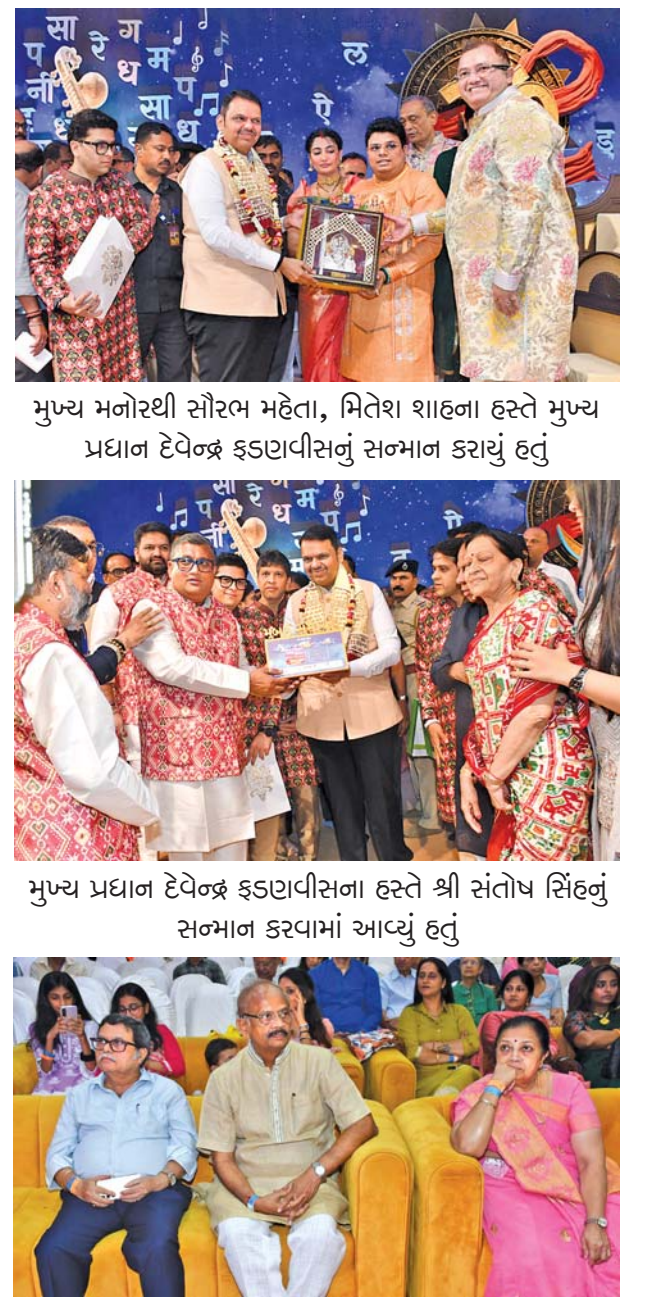 સા રે ગ
પ ધ મ
ની સા પ
ધ
લ
ઐ
મુખ્ય મનોરથી સૌરભ મહેતા, મિતેશ શાહના હસ્તે મુખ્ય
પ્રધાન દેવેન્દ્ર ફડણવીસનું સન્માન કરાયું હતું
મુખ્ય પ્રધાન દેવેન્દ્ર ફડણવીસના હસ્તે શ્રી સંતોષ સિંહનું
સન્માન કરવામાં આવ્યું હતું